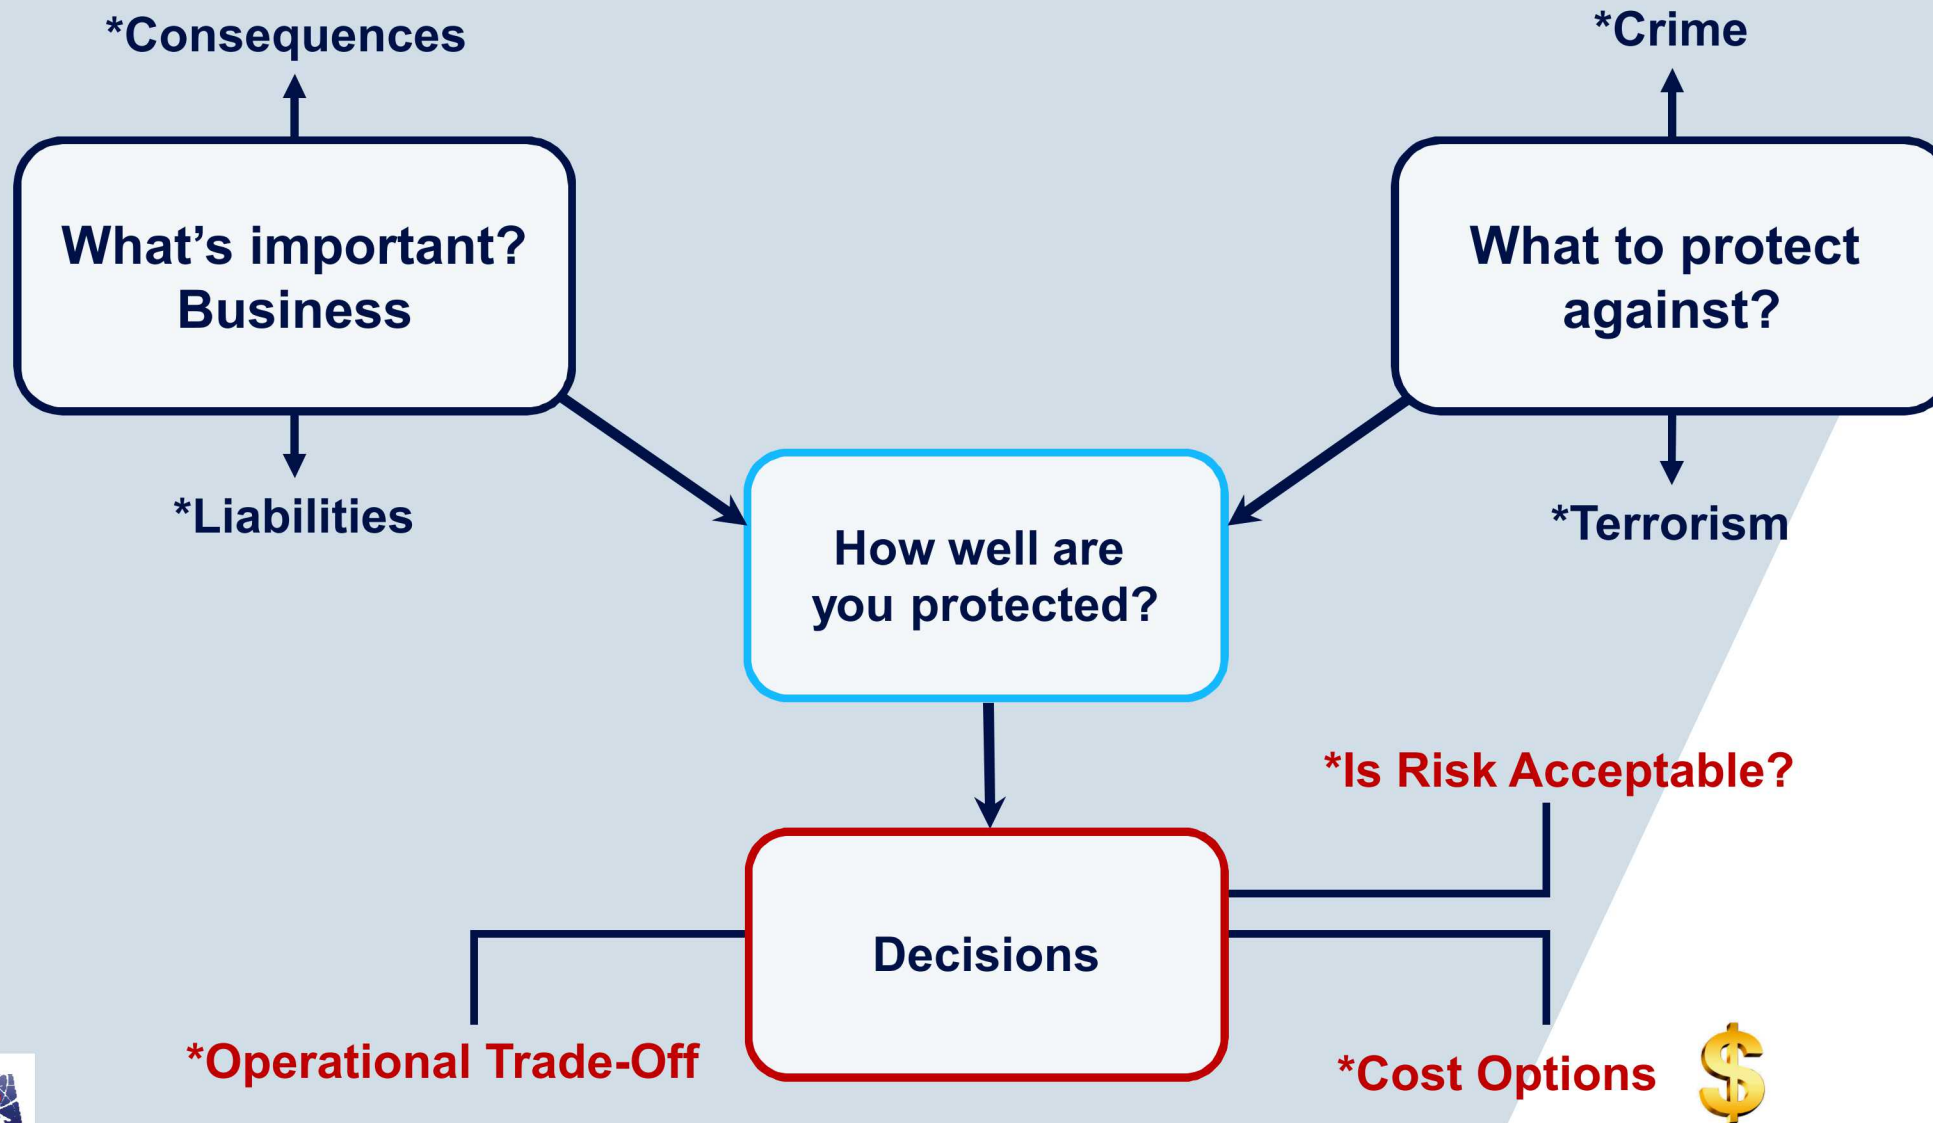 *Consequences
*Crime
What’s important?
Business
What to protect
against?
*Liabilities
*Terrorism
How well are
you protected?
*Is Risk Acceptable?
Decisions
*Operational Trade-Off
*Cost Options
$